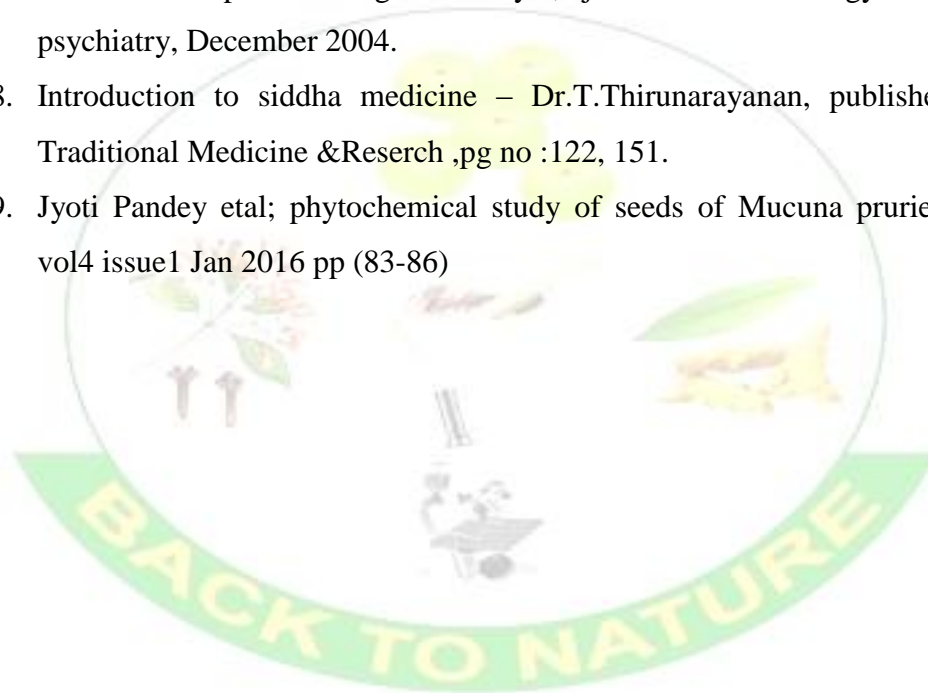 psychiatry, December 2004.
8. Introduction to siddha medicine – Dr.T.Thirunarayanan, publishe
Traditional Medicine &Reserch ,pg no :122, 151.
9. Jyoti Pandey etal; phytochemical study of seeds of Mucuna prurie
vol4 issue1 Jan 2016 pp (83-86)
BACK TO NATURE